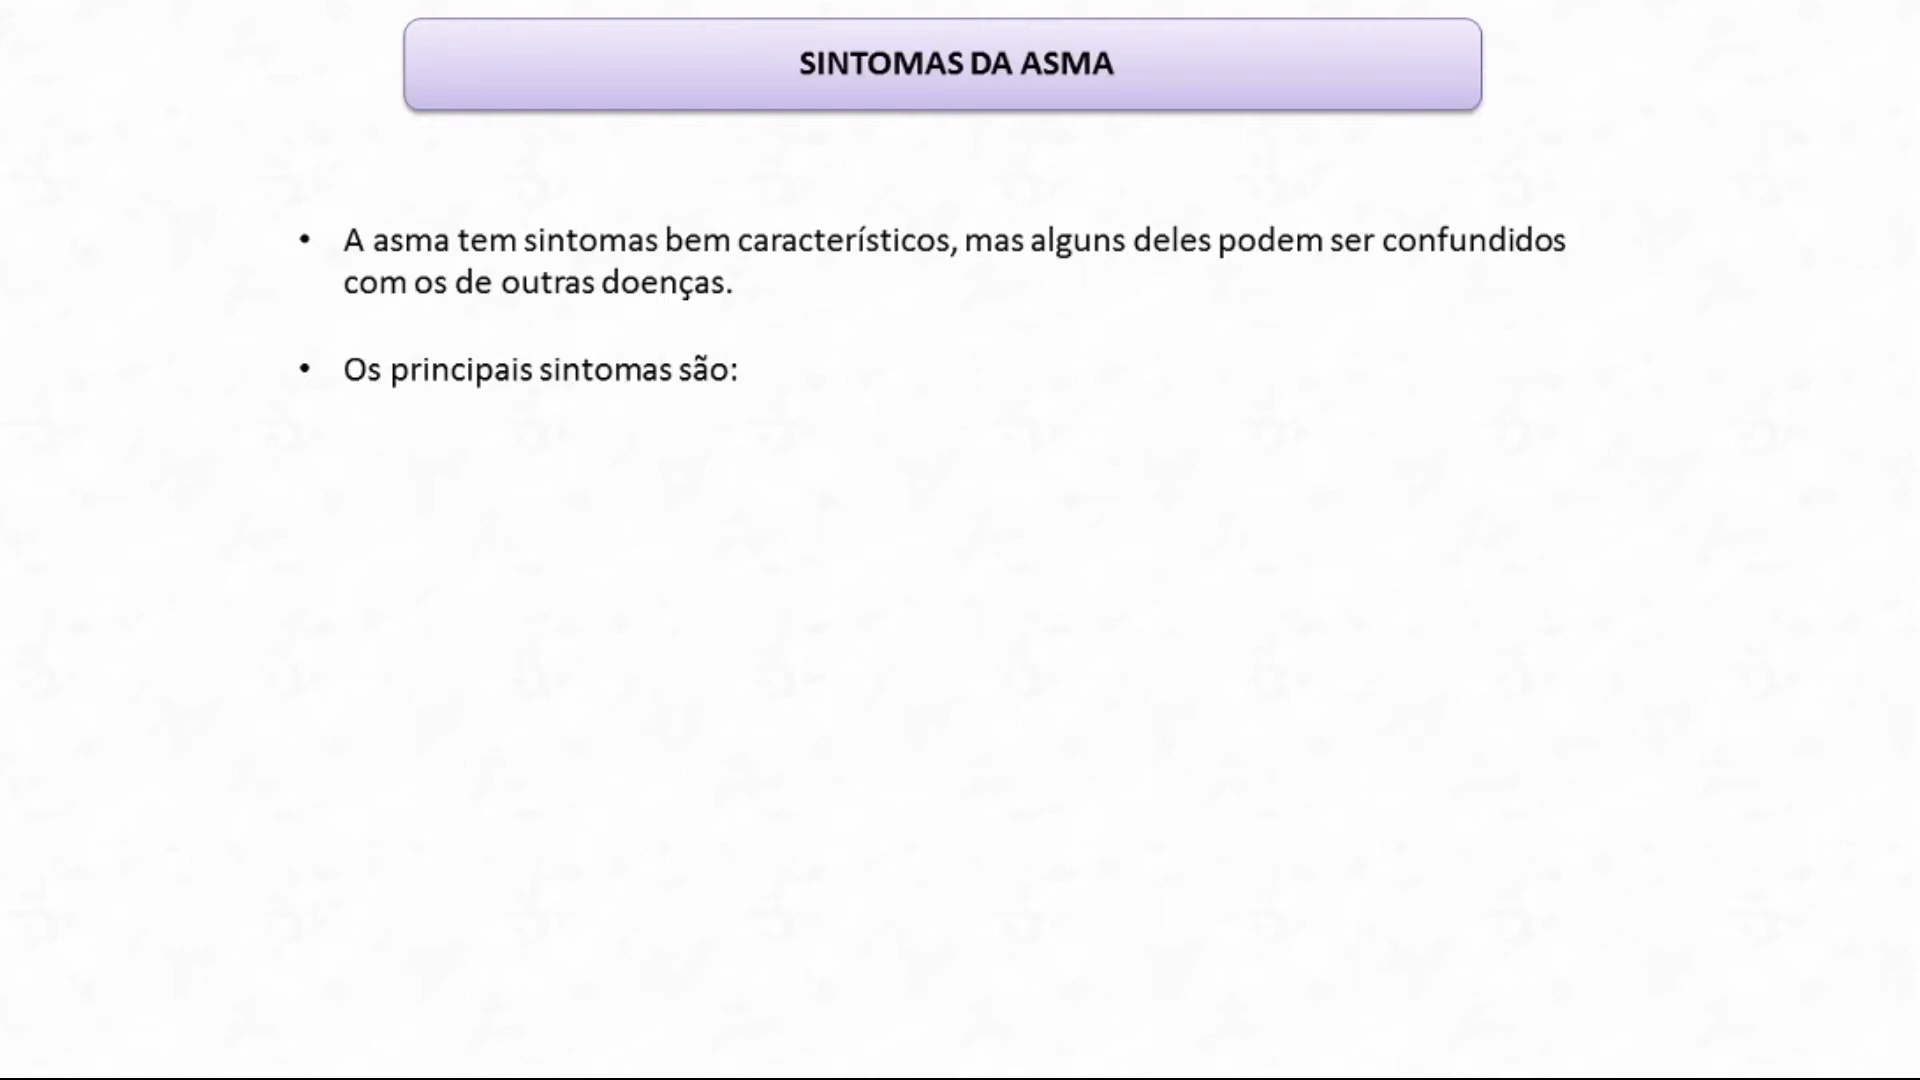 SINTOMAS DA ASMA
• A asma tem sintomas bem característicos, mas alguns deles podem ser confundidos
com os de outras doenças.
• Os principais sintomas são: